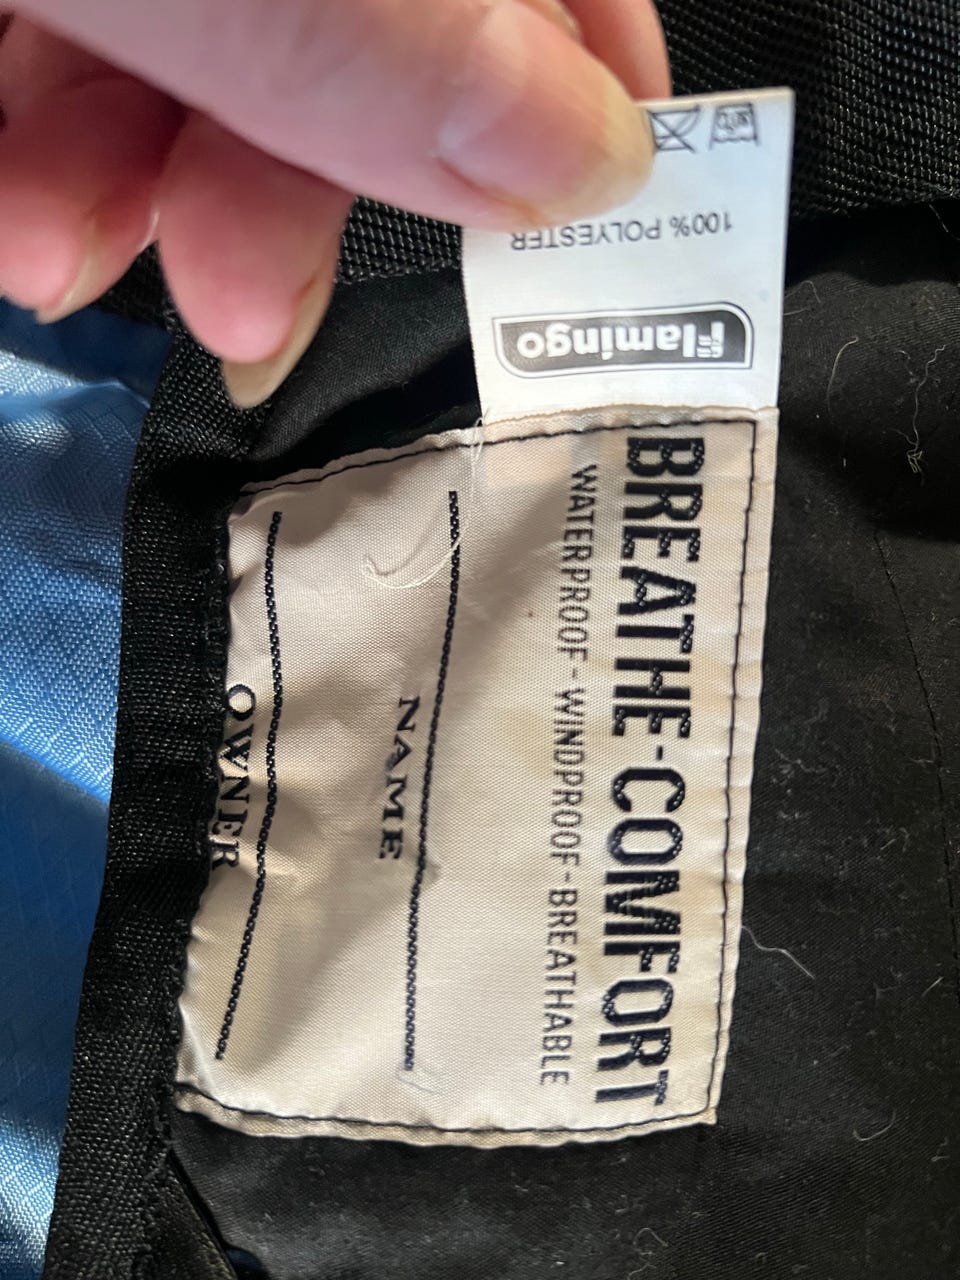 100% POLYESTER
Flamingo
BREATHE-COMFORT
WATERPROOF-WINDPROOF-BREATHABLE
NAME
OWNER